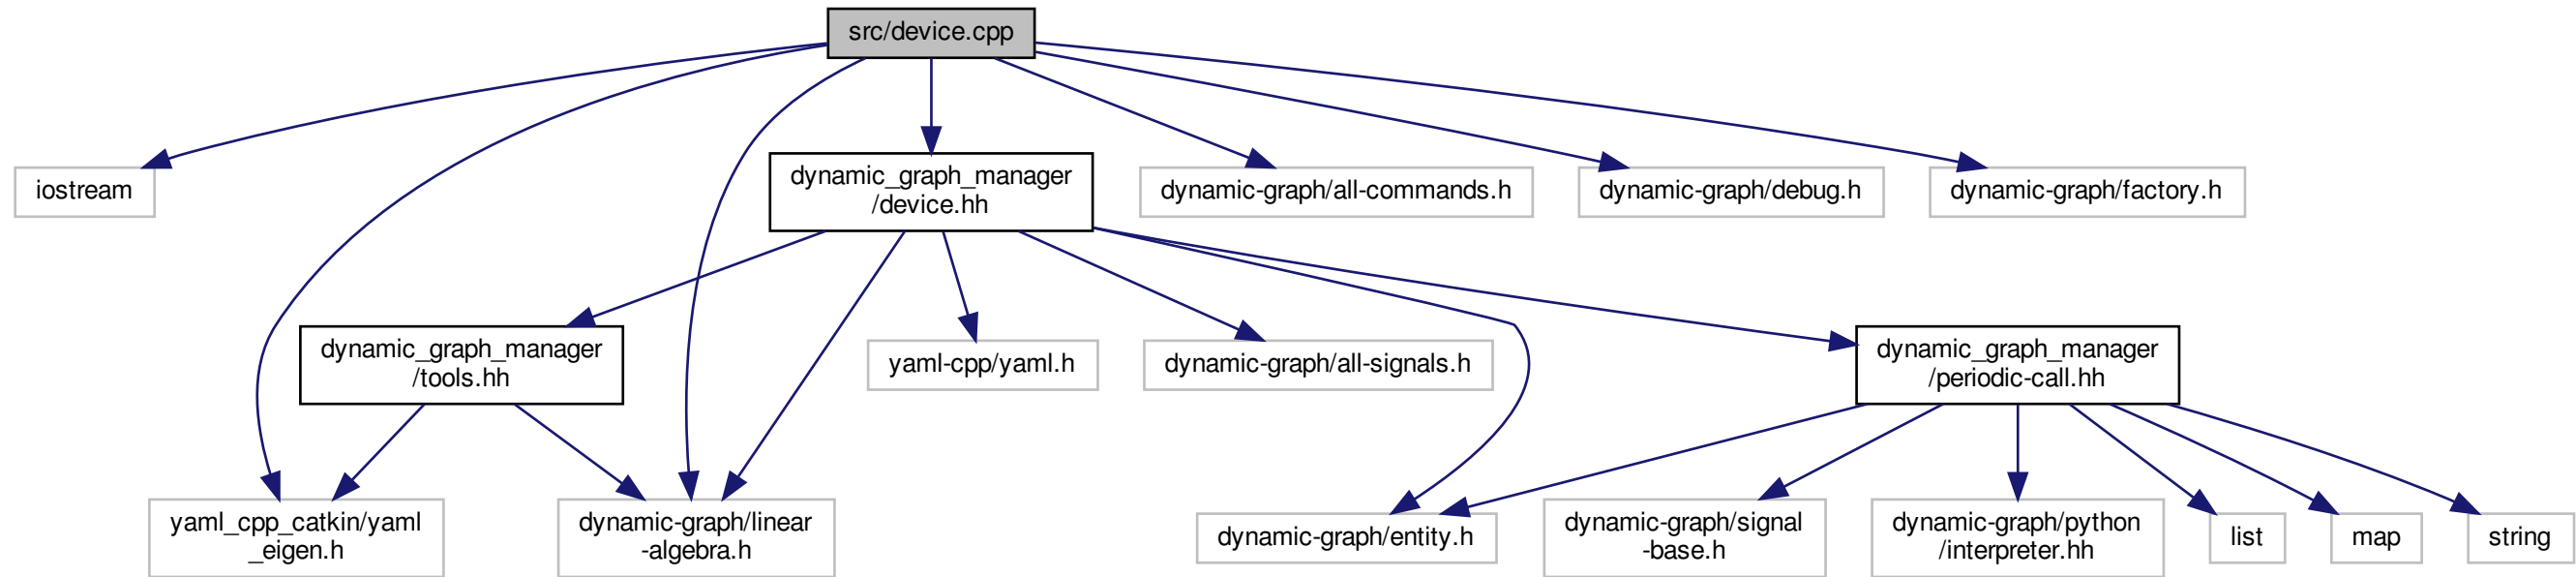 src/device.cpp
iostream
dynamic_graph_manager
/device.hh
dynamic-graph/all-commands.h
dynamic-graph/debug.h
dynamic-graph/factory.h
dynamic_graph_manager
/tools.hh
yaml-cpp/yaml.h
dynamic-graph/all-signals.h
dynamic_graph_manager
/periodic-call.hh
yaml_cpp_catkin/yaml
_eigen.h
dynamic-graph/linear
-algebra.h
dynamic-graph/entity.h
dynamic-graph/signal
-base.h
dynamic-graph/python
/interpreter.hh
list
map
string